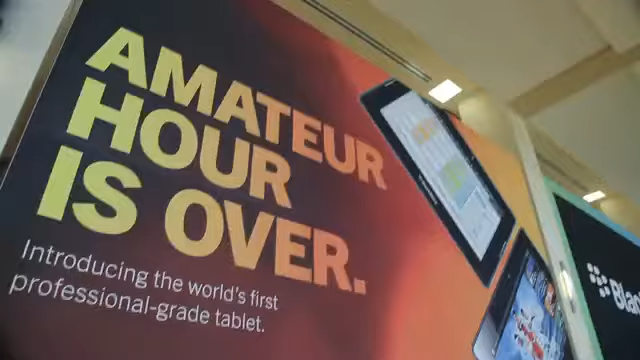 AMATEUR
HOUR
IS OVER.
Introducing the world's first
professional-grade tablet.